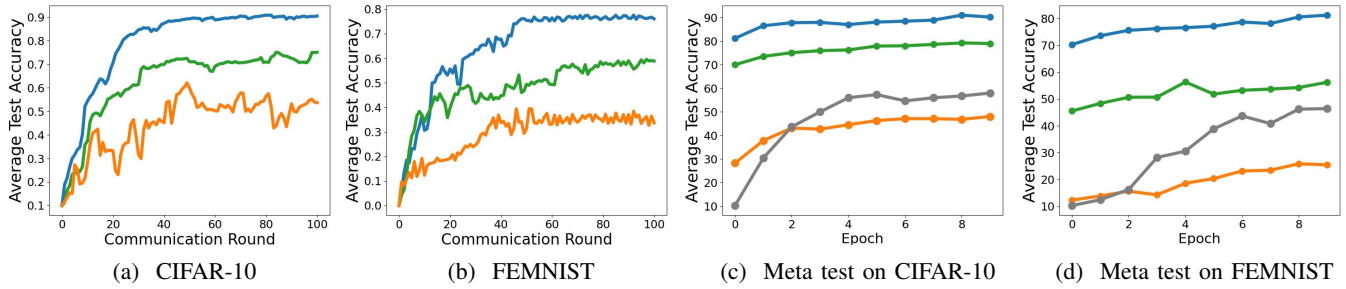 Average Test Accuracy
0.9
0.8
0.7
0.6
0.5
0.4
0.3
0.2
0.1
0 20 40 60 80 100
Communication Round
(a) CIFAR-10
Average Test Accuracy
0.8
0.7
0.6
0.5
0.4
0.3
0.2
0.1
0.0
0 20 40 60 80 100
Communication Round
(b) FEMNIST
Average Test Accuracy
90
80
70
60
50
40
30
20
10
0 2 4 6 8
Epoch
(c) Meta test on CIFAR-10
Average Test Accuracy
80
70
60
50
40
30
20
10
0 2 4 6 8
Epoch
(d) Meta test on FEMNIST